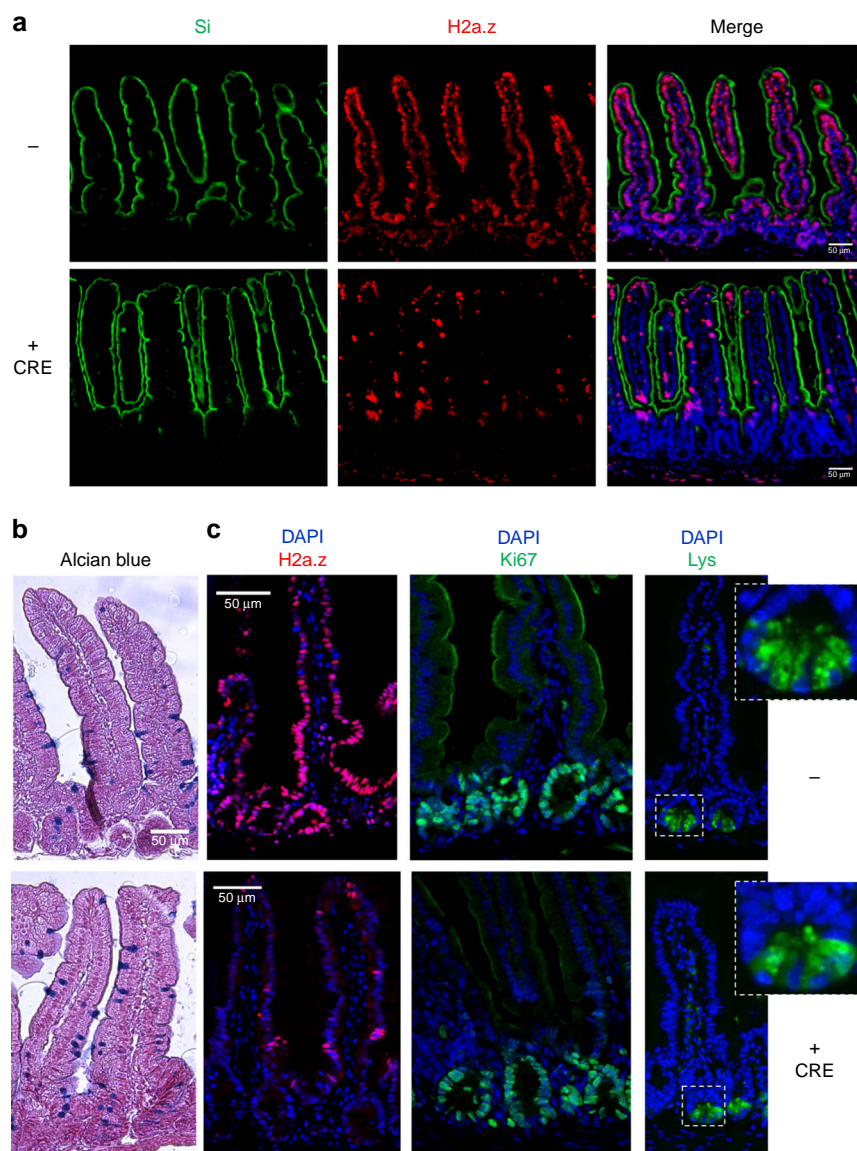 a
Si
H2a.z
Merge
–
50 μm
+
CRE
50 μm
b
c
Alcian blue
DAPI
H2a.z
DAPI
Ki67
DAPI
Lys
50 μm
50 μm
–
50 μm
+
CRE